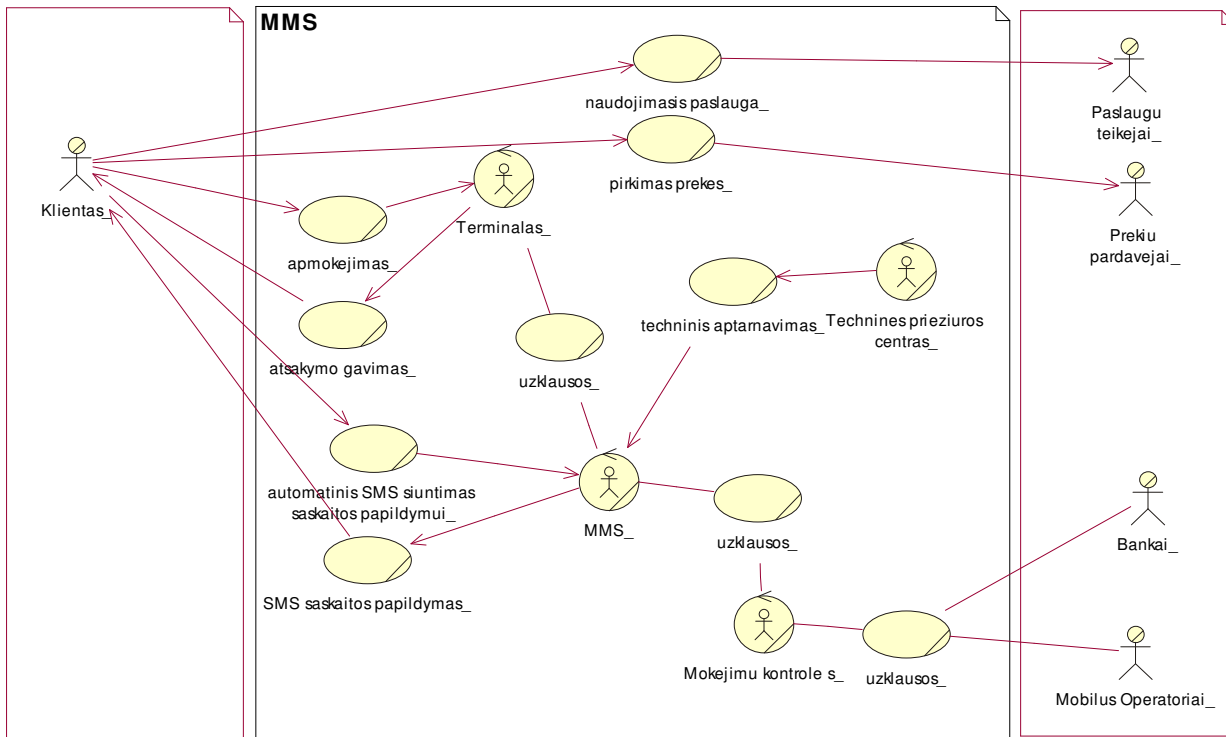 MMS
naudojimasis paslauga_
Paslaugu
teikejai_
Klientas_
pirkimas prekes_
Prekiu
pardavejai_
apmokejimas_
Terminalas_
techninis aptarnavimas_
Technines prieziuros
centras_
atsakymo gavimas_
uzklausos_
automatinis SMS siuntimas
saskaitos papildymui_
MMS_
uzklausos_
Bankai_
SMS saskaitos papildymas_
Mokejimu kontrole s_
uzklausos_
Mobilus Operatoriai_